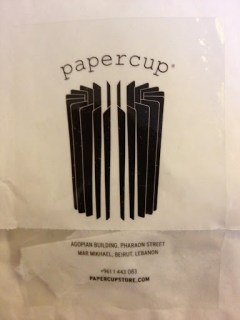 papercup®
AGOPIAN BUILDING, PHARAON STREET
MAR MIKHAEL, BEIRUT, LEBANON
+961 1 443 083
PAPERCUPSTORE.COM